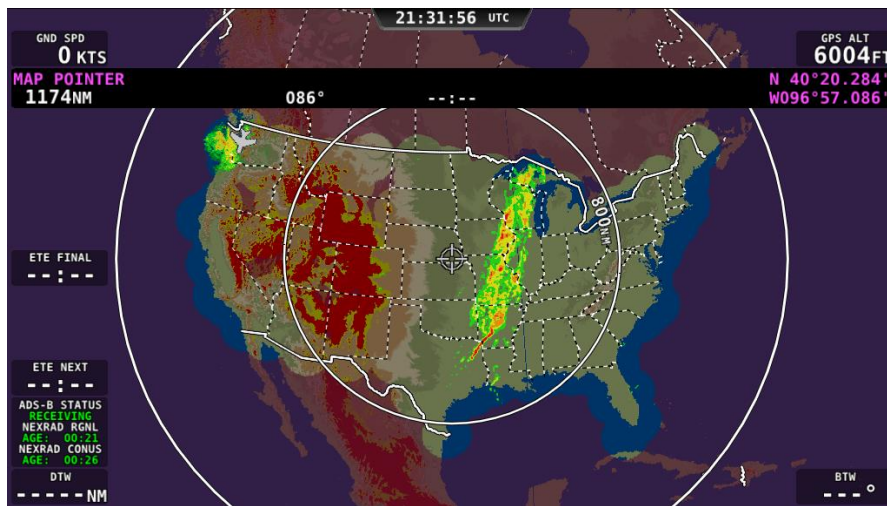 21:31:56 UTC
GND SPD
0 KTS
GPS ALT
6004FT
MAP POINTER
N 40°20.284'
1174NM 086° --:--
W096°57.086'
800NM
ETE FINAL
--:--
ETE NEXT
--:--
ADS-B STATUS
RECEIVING
NEXRAD RGNL
AGE: 00:21
NEXRAD CONUS
AGE: 00:26
DTW
-----NM
BTW
---°